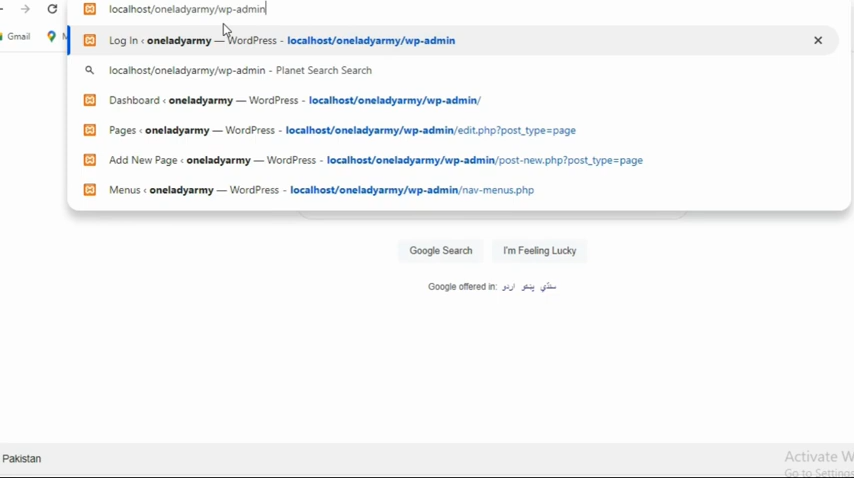 localhost/oneladyarmy/wp-admin
Gmail
Log In ‹ oneladyarmy — WordPress - localhost/oneladyarmy/wp-admin
localhost/oneladyarmy/wp-admin - Planet Search Search
Dashboard ‹ oneladyarmy — WordPress - localhost/oneladyarmy/wp-admin/
Pages ‹ oneladyarmy — WordPress - localhost/oneladyarmy/wp-admin/edit.php?post_type=page
Add New Page ‹ oneladyarmy — WordPress - localhost/oneladyarmy/wp-admin/post-new.php?post_type=page
Menus ‹ oneladyarmy — WordPress - localhost/oneladyarmy/wp-admin/nav-menus.php
Google Search I'm Feeling Lucky
Google offered in: اردو پښتو سنڌي
Pakistan
Activate W
Go to Settings